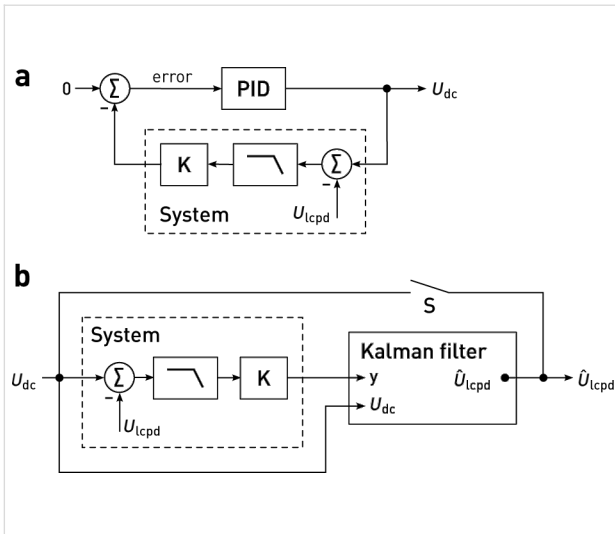 a
0
Σ
error
PID
U_dc
K
Σ
U_lcpd
System
b
S
System
Kalman filter
U_dc
Σ
K
y
Û_lcpd
Û_lcpd
U_dc
U_lcpd